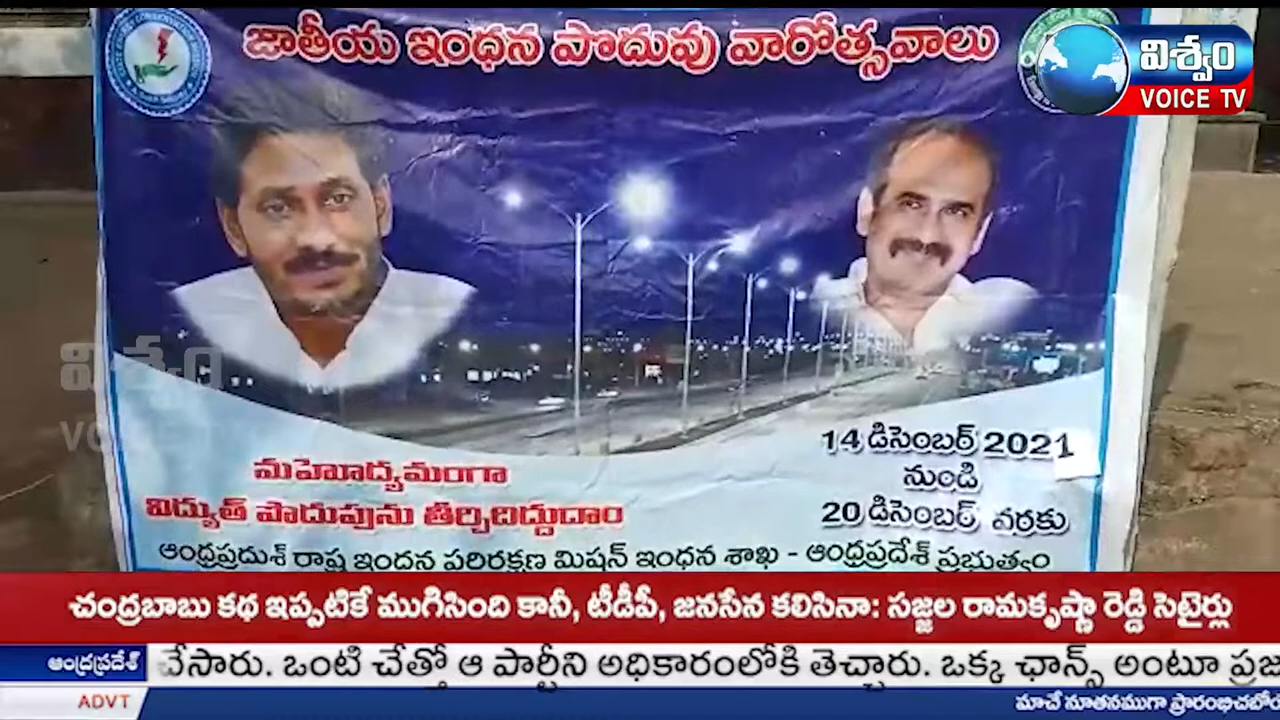 జాతీయ ఇంధన పొదువు వారోత్సవాలు
విశ్వం
VOICE TV
14 డిసెంబర్ 2021
నుండి
20 డిసెంబర్ వరకు
మహెూద్యమంగా
విద్యుత్ పొదుపును తీర్చిదిద్దుదాం
ఆంధ్రప్రదుశ్ రాష్ట్ర ఇంధన పరిరక్షణ మిషన్ ఇంధన శాఖ - ఆంధ్రప్రదేశ్ ప్రభుత్వం
చంద్రబాబు కథ ఇప్పటికే ముగిసింది కానీ, టీడీపీ, జనసేన కలిసినా: సజ్జల రామకృష్ణా రెడ్డి సెటైర్లు
ఆంధ్రప్రదేశ్ చేసారు. ఒంటి చేత్తో ఆ పార్టీని అధికారంలోకి తెచ్చారు. ఒక్క ఛాన్స్ అంటూ ప్రజ
ADVT మాచే నూతనముగా ప్రారంభించబోయే